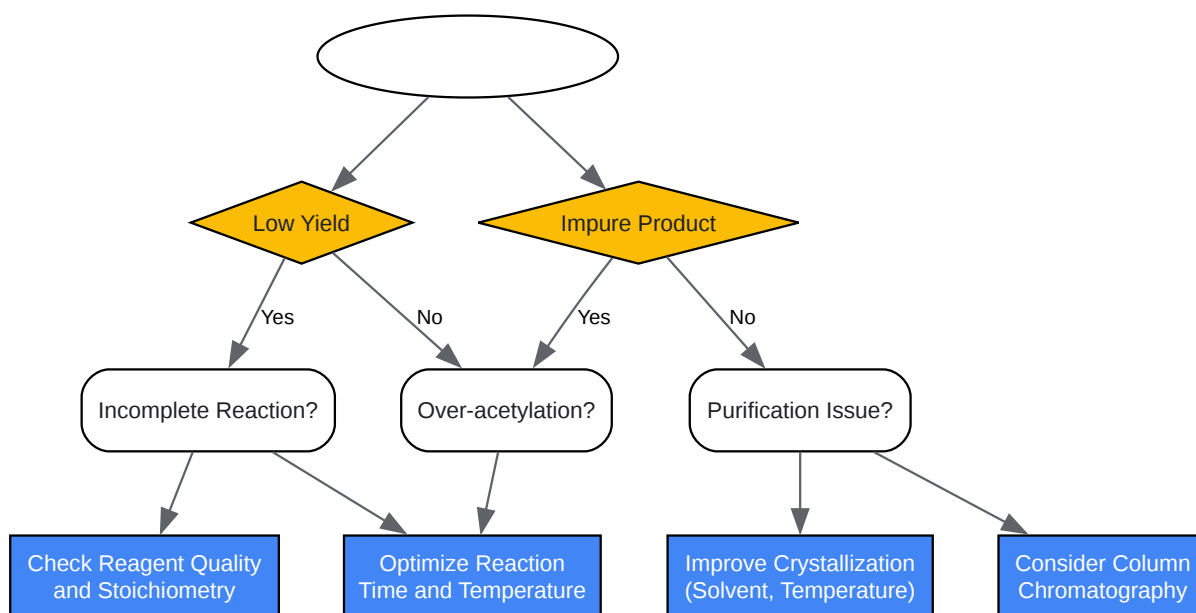 Low Yield
Impure Product
Yes
No
Yes
No
Incomplete Reaction?
Over-acetylation?
Purification Issue?
Check Reagent Quality
and Stoichiometry
Optimize Reaction
Time and Temperature
Improve Crystallization
(Solvent, Temperature)
Consider Column
Chromatography